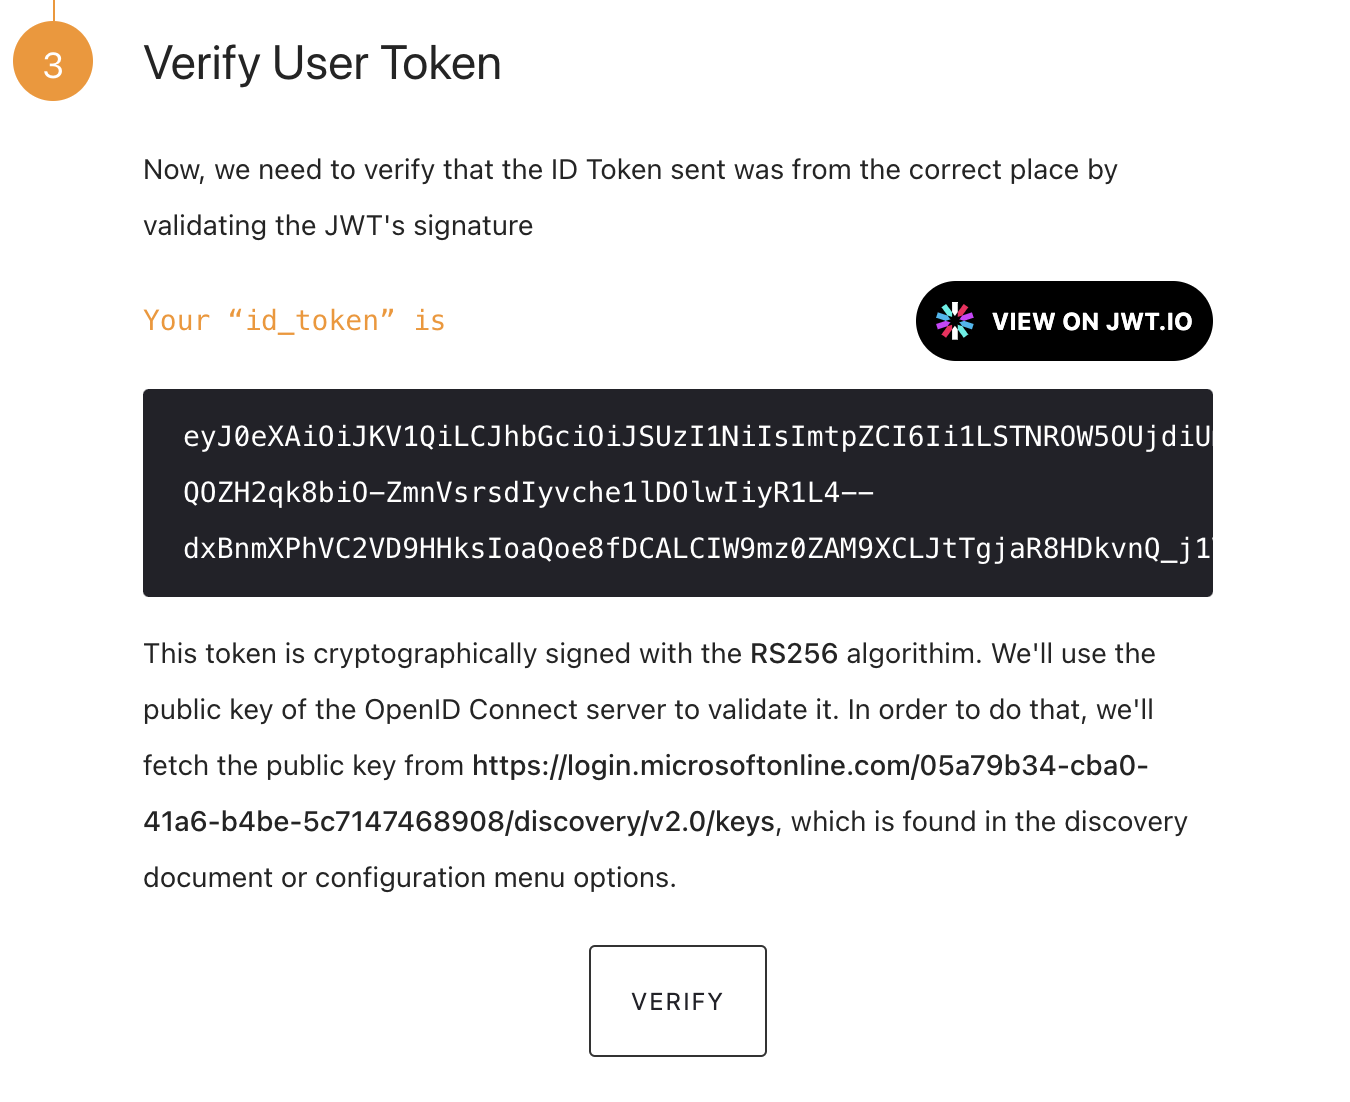 3
Verify User Token
Now, we need to verify that the ID Token sent was from the correct place by
validating the JWT's signature
Your “id_token” is
VIEW ON JWT.IO
eyJ0eXAiOiJKV1QiLCJhbGciOiJSUzI1NiIsImtpZCI6Ii1LSTNROW5OUjdiU
QOZH2qk8biO-ZmnVsrsdIyvche1lDOlwIiyR1L4--
dxBnmXPhVC2VD9HHksIoaQoe8fDCALCIW9mz0ZAM9XCLJtTgjaR8HDkvnQ_j1
This token is cryptographically signed with the RS256 algorithim. We'll use the
public key of the OpenID Connect server to validate it. In order to do that, we'll
fetch the public key from https://login.microsoftonline.com/05a79b34-cba0-
41a6-b4be-5c7147468908/discovery/v2.0/keys, which is found in the discovery
document or configuration menu options.
VERIFY